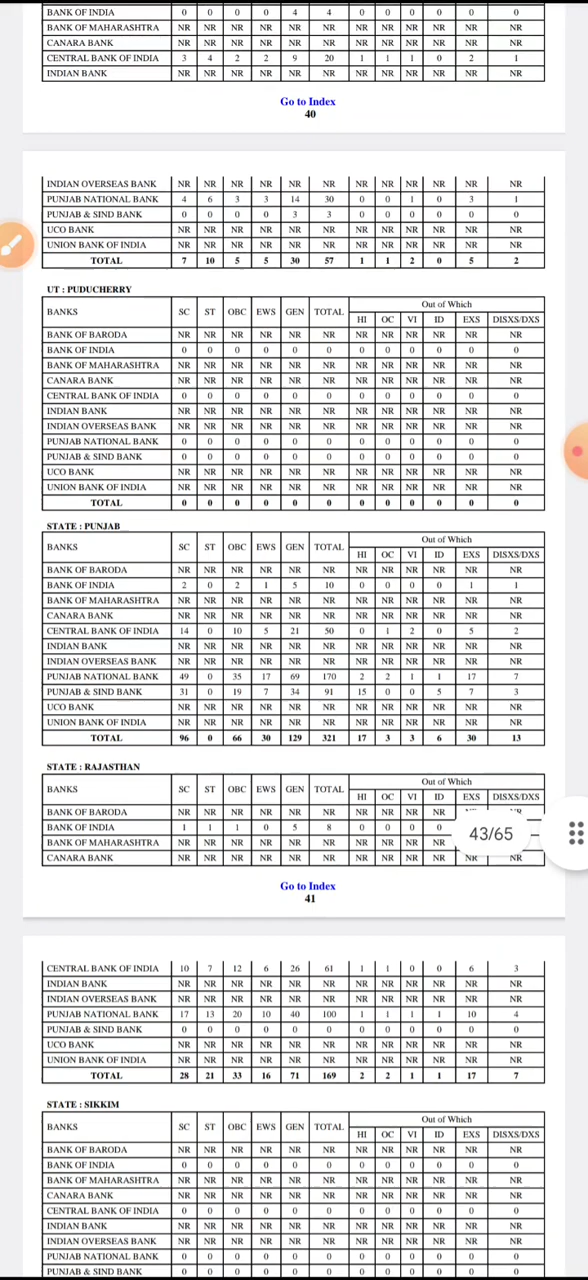 BANK OF INDIA 0 0 0 0 4 4 0 0 0 0 0 0
BANK OF MAHARASHTRA NR NR NR NR NR NR NR NR NR NR NR NR
CANARA BANK NR NR NR NR NR NR NR NR NR NR NR NR
CENTRAL BANK OF INDIA 3 4 2 2 9 20 1 1 1 0 2 1
INDIAN BANK NR NR NR NR NR NR NR NR NR NR NR NR
Go to Index
40
INDIAN OVERSEAS BANK NR NR NR NR NR NR NR NR NR NR NR NR
PUNJAB NATIONAL BANK 4 6 3 3 14 30 0 0 1 0 3 1
PUNJAB & SIND BANK 0 0 0 0 3 3 0 0 0 0 0 0
UCO BANK NR NR NR NR NR NR NR NR NR NR NR NR
UNION BANK OF INDIA NR NR NR NR NR NR NR NR NR NR NR NR
TOTAL 7 10 5 5 30 57 1 1 2 0 5 2
UT : PUDUCHERRY
BANKS SC ST OBC EWS GEN TOTAL Out of Which
HI OC VI ID EXS DISXS/DXS
BANK OF BARODA NR NR NR NR NR NR NR NR NR NR NR NR
BANK OF INDIA 0 0 0 0 0 0 0 0 0 0 0 0
BANK OF MAHARASHTRA NR NR NR NR NR NR NR NR NR NR NR NR
CANARA BANK NR NR NR NR NR NR NR NR NR NR NR NR
CENTRAL BANK OF INDIA 0 0 0 0 0 0 0 0 0 0 0 0
INDIAN BANK NR NR NR NR NR NR NR NR NR NR NR NR
INDIAN OVERSEAS BANK NR NR NR NR NR NR NR NR NR NR NR NR
PUNJAB NATIONAL BANK 0 0 0 0 0 0 0 0 0 0 0 0
PUNJAB & SIND BANK 0 0 0 0 0 0 0 0 0 0 0 0
UCO BANK NR NR NR NR NR NR NR NR NR NR NR NR
UNION BANK OF INDIA NR NR NR NR NR NR NR NR NR NR NR NR
TOTAL 0 0 0 0 0 0 0 0 0 0 0 0
STATE : PUNJAB
BANKS SC ST OBC EWS GEN TOTAL Out of Which
HI OC VI ID EXS DISXS/DXS
BANK OF BARODA NR NR NR NR NR NR NR NR NR NR NR NR
BANK OF INDIA 2 0 2 1 5 10 0 0 0 0 1 1
BANK OF MAHARASHTRA NR NR NR NR NR NR NR NR NR NR NR NR
CANARA BANK NR NR NR NR NR NR NR NR NR NR NR NR
CENTRAL BANK OF INDIA 14 0 10 5 21 50 0 1 2 0 5 2
INDIAN BANK NR NR NR NR NR NR NR NR NR NR NR NR
INDIAN OVERSEAS BANK NR NR NR NR NR NR NR NR NR NR NR NR
PUNJAB NATIONAL BANK 49 0 35 17 69 170 2 2 1 1 17 7
PUNJAB & SIND BANK 31 0 19 7 34 91 15 0 0 5 7 3
UCO BANK NR NR NR NR NR NR NR NR NR NR NR NR
UNION BANK OF INDIA NR NR NR NR NR NR NR NR NR NR NR NR
TOTAL 96 0 66 30 129 321 17 3 3 6 30 13
STATE : RAJASTHAN
BANKS SC ST OBC EWS GEN TOTAL Out of Which
HI OC VI ID EXS DISXS/DXS
BANK OF BARODA NR NR NR NR NR NR NR NR NR NR
BANK OF INDIA 1 1 1 0 5 8 0 0 0 0
43/65
BANK OF MAHARASHTRA NR NR NR NR NR NR NR NR NR NR
CANARA BANK NR NR NR NR NR NR NR NR NR NR NR NR
Go to Index
41
CENTRAL BANK OF INDIA 10 7 12 6 26 61 1 1 0 0 6 3
INDIAN BANK NR NR NR NR NR NR NR NR NR NR NR NR
INDIAN OVERSEAS BANK NR NR NR NR NR NR NR NR NR NR NR NR
PUNJAB NATIONAL BANK 17 13 20 10 40 100 1 1 1 1 10 4
PUNJAB & SIND BANK 0 0 0 0 0 0 0 0 0 0 0 0
UCO BANK NR NR NR NR NR NR NR NR NR NR NR NR
UNION BANK OF INDIA NR NR NR NR NR NR NR NR NR NR NR NR
TOTAL 28 21 33 16 71 169 2 2 1 1 17 7
STATE : SIKKIM
BANKS SC ST OBC EWS GEN TOTAL Out of Which
HI OC VI ID EXS DISXS/DXS
BANK OF BARODA NR NR NR NR NR NR NR NR NR NR NR NR
BANK OF INDIA 0 0 0 0 0 0 0 0 0 0 0 0
BANK OF MAHARASHTRA NR NR NR NR NR NR NR NR NR NR NR NR
CANARA BANK NR NR NR NR NR NR NR NR NR NR NR NR
CENTRAL BANK OF INDIA 0 0 0 0 0 0 0 0 0 0 0 0
INDIAN BANK NR NR NR NR NR NR NR NR NR NR NR NR
INDIAN OVERSEAS BANK NR NR NR NR NR NR NR NR NR NR NR NR
PUNJAB NATIONAL BANK 0 0 0 0 0 0 0 0 0 0 0 0
PUNJAB & SIND BANK 0 0 0 0 0 0 0 0 0 0 0 0